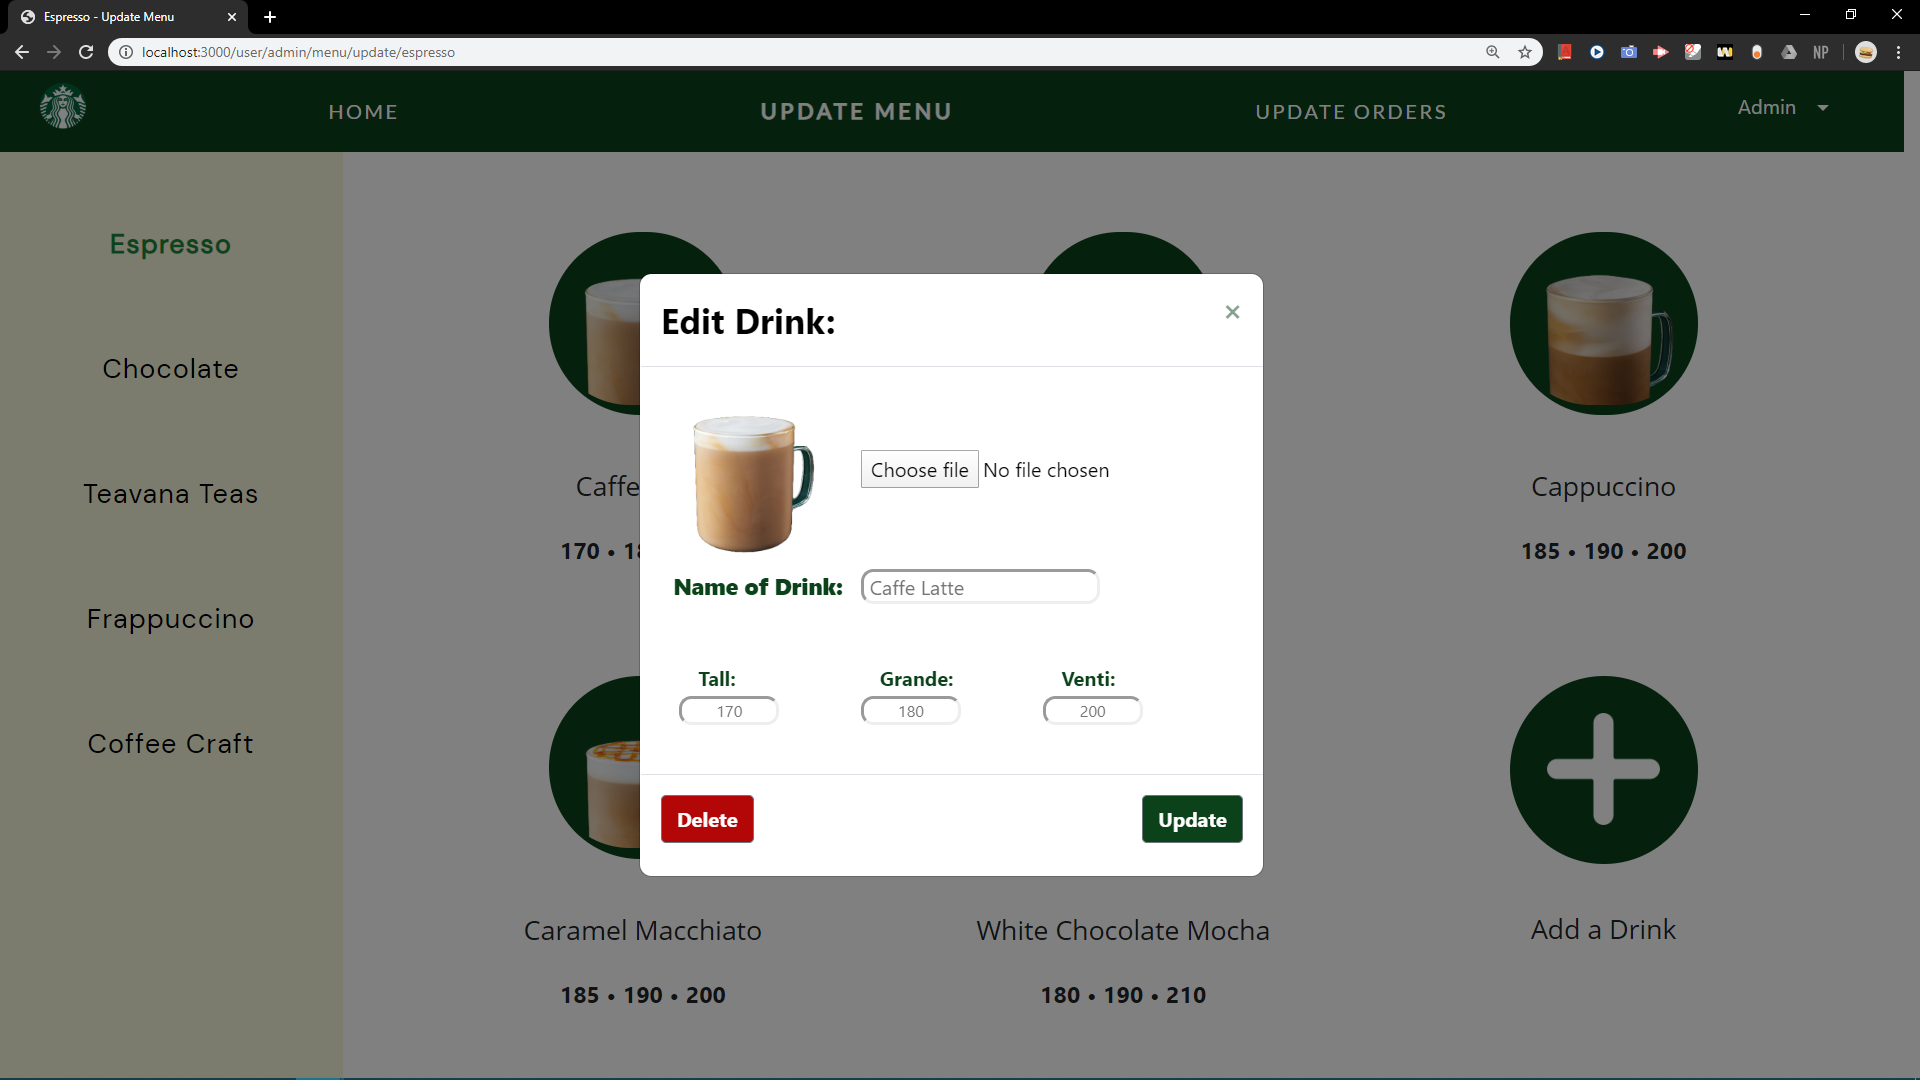 Espresso - Update Menu
localhost:3000/user/admin/menu/update/espresso
NP
HOME
UPDATE MENU
UPDATE ORDERS
Admin
Espresso
Chocolate
Teavana Teas
Frappuccino
Coffee Craft
Edit Drink:
×
Choose file No file chosen
Name of Drink: Caffe Latte
Tall: Grande: Venti:
170 180 200
Delete Update
Caffe
170 •
Cappuccino
185 • 190 • 200
Caramel Macchiato
185 • 190 • 200
White Chocolate Mocha
180 • 190 • 210
Add a Drink